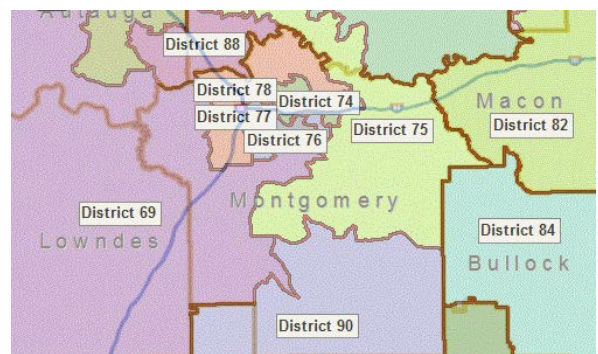 Autauga
District 88
District 78
District 74
District 77
District 75
District 76
Macon
District 82
Montgomery
District 69
Lowndes
District 84
Bullock
District 90